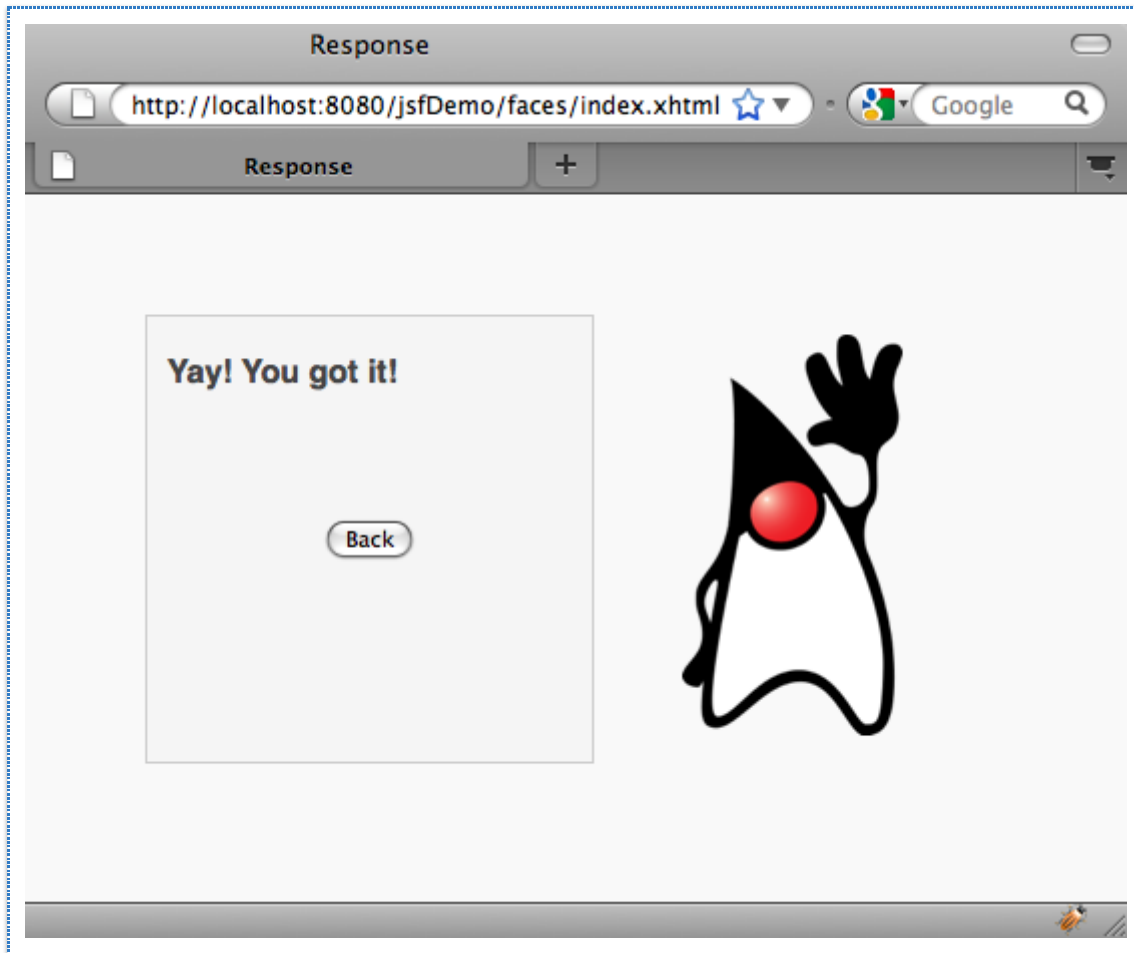 Response
http://localhost:8080/jsfDemo/faces/index.xhtml
Google
Response
+
Yay! You got it!
Back